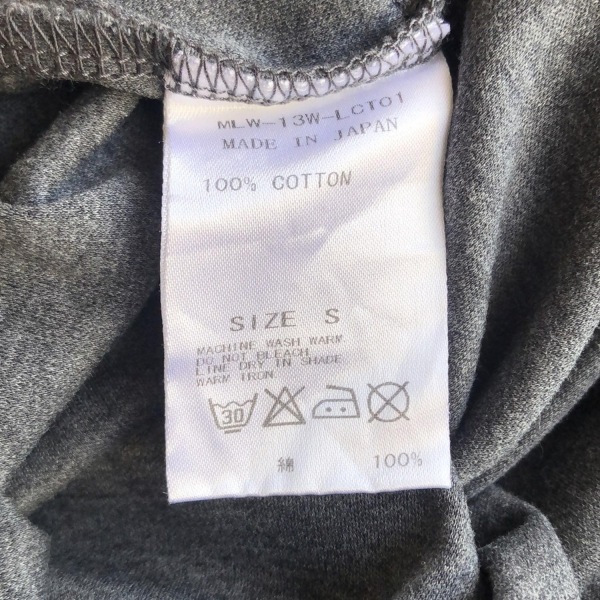 MLW-13W-LCT01
MADE IN JAPAN
100% COTTON
SIZE S
MACHINE WASH WARM
DO NOT BLEACH
LINE DRY IN SHADE
WARM IRON.
30
綿 100%